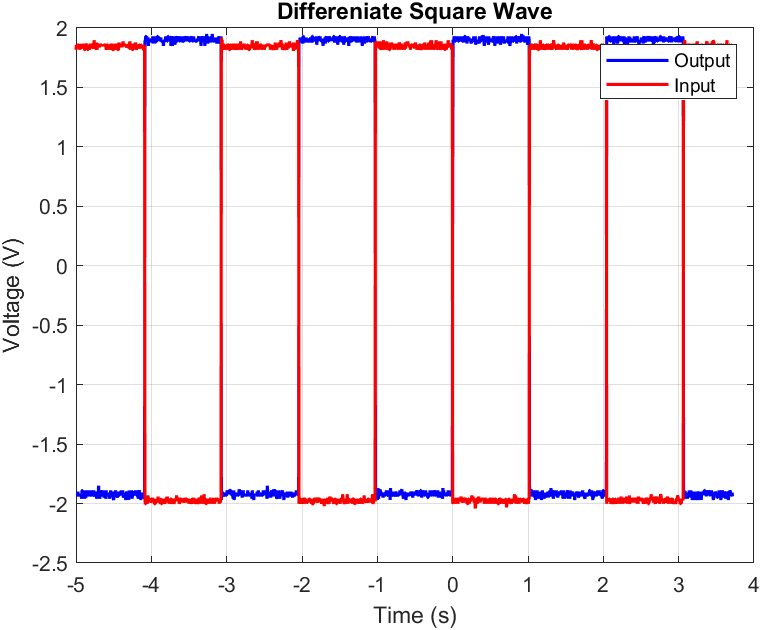 Differeniate Square Wave
Output
Input
Voltage (V)
2
1.5
1
0.5
0
-0.5
-1
-1.5
-2
-2.5
-5 -4 -3 -2 -1 0 1 2 3 4
Time (s)